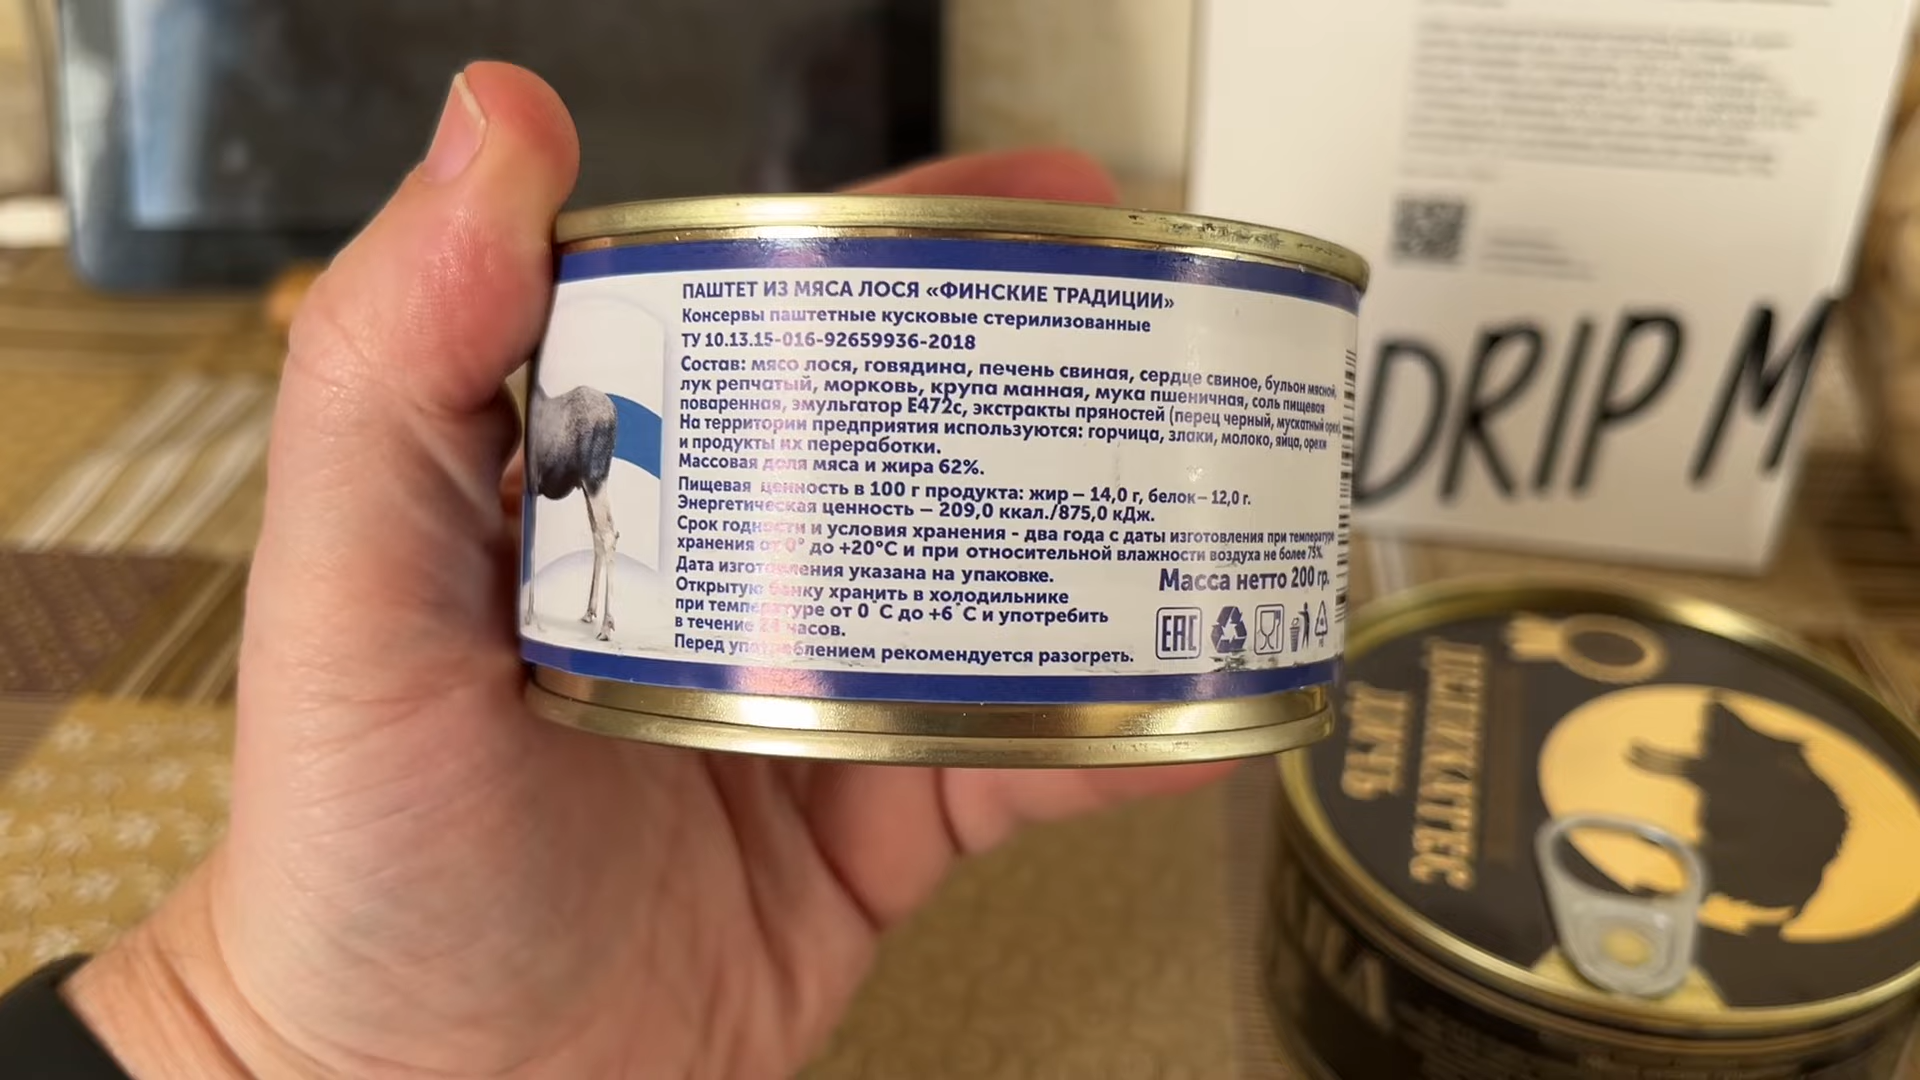 ПАШТЕТ ИЗ МЯСА ЛОСЯ «ФИНСКИЕ ТРАДИЦИИ»
Консервы паштетные кусковые стерилизованные
ТУ 10.13.15-016-92659936-2018
Состав: мясо лося, говядина, печень свиная, сердце свиное, бульон мясной,
лук репчатый, морковь, крупа манная, мука пшеничная, соль пищевая
поваренная, эмульгатор Е472с, экстракты пряностей (перец черный, мускатный орех).
На территории предприятия используются: горчица, злаки, молоко, яйца, орехи
и продукты их переработки.
Массовая доля мяса и жира 62%.
Пищевая ценность в 100 г продукта: жир – 14,0 г, белок – 12,0 г.
Энергетическая ценность – 209,0 ккал./875,0 кДж.
Срок годности и условия хранения - два года с даты изготовления при температуре
хранения от 0° до +20°С и при относительной влажности воздуха не более 75%.
Дата изготовления указана на упаковке.
Масса нетто 200 гр.
Открытую банку хранить в холодильнике
при температуре от 0°С до +6°С и употребить
в течение 24 часов.
Перед употреблением рекомендуется разогреть.
EAC
DRIP M
ДЕЛИКАТЕС